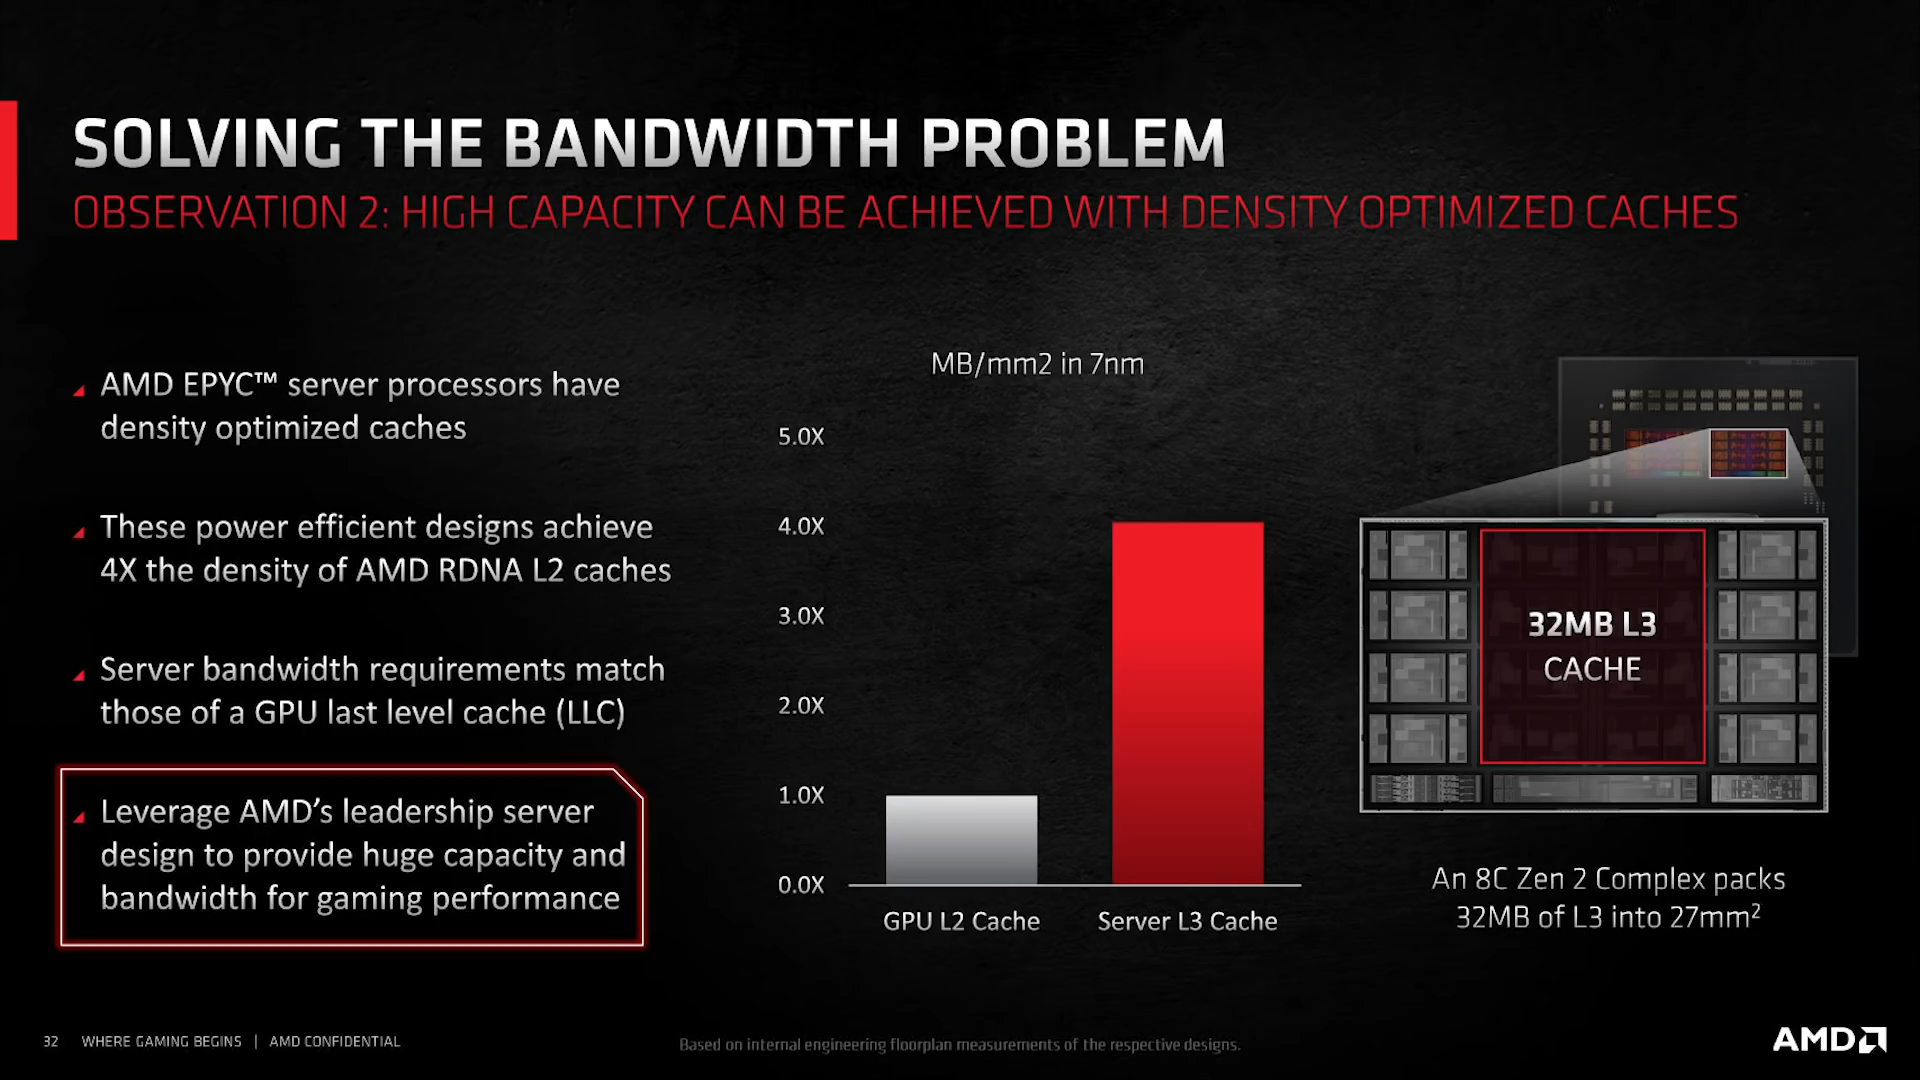 SOLVING THE BANDWIDTH PROBLEM
OBSERVATION 2: HIGH CAPACITY CAN BE ACHIEVED WITH DENSITY OPTIMIZED CACHES
AMD EPYC™ server processors have
density optimized caches
These power efficient designs achieve
4X the density of AMD RDNA L2 caches
Server bandwidth requirements match
those of a GPU last level cache (LLC)
Leverage AMD’s leadership server
design to provide huge capacity and
bandwidth for gaming performance
MB/mm2 in 7nm
5.0X
4.0X
3.0X
2.0X
1.0X
0.0X
GPU L2 Cache
Server L3 Cache
32MB L3
CACHE
An 8C Zen 2 Complex packs
32MB of L3 into 27mm²
32 WHERE GAMING BEGINS | AMD CONFIDENTIAL
Based on internal engineering floorplan measurements of the respective designs.
AMD